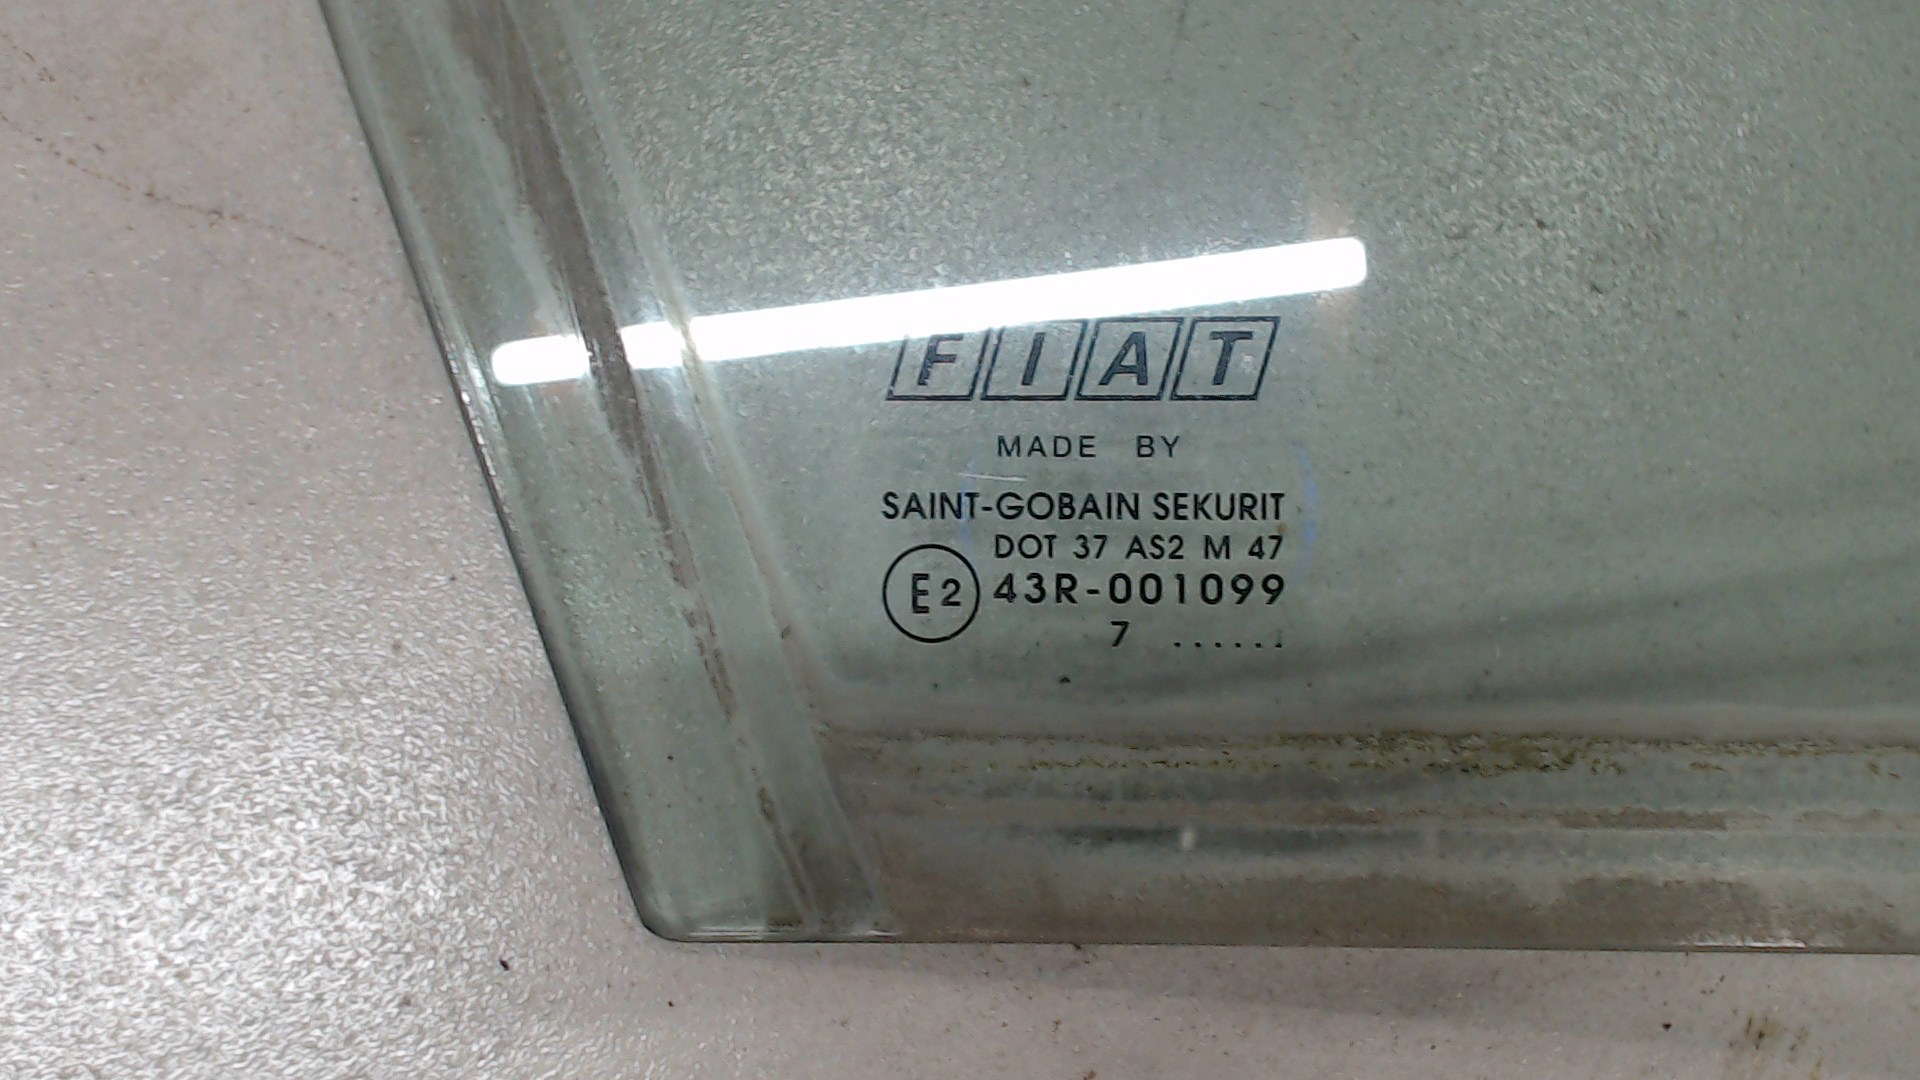 FIAT
MADE BY
SAINT-GOBAIN SEKURIT
DOT 37 AS2 M 47
E2 43R-001099
7 ......